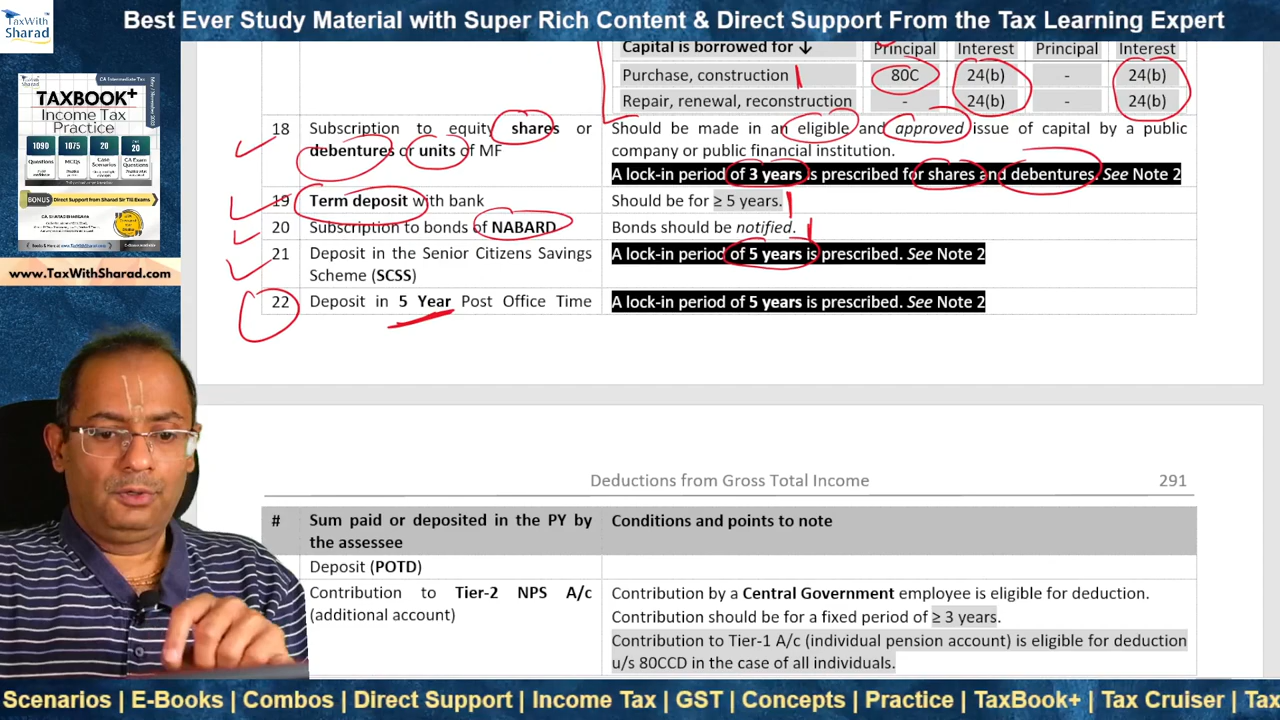 TaxWith
Sharad
Best Ever Study Material with Super Rich Content & Direct Support From the Tax Learning Expert
CA Intermediate Tax
TAXBOOK+
Income Tax
Practice
1090
1075
20
Questions
MCQs
BONUS
www.TaxWithSharad.com
Capital is borrowed for ↓ Principal Interest Principal Interest
Purchase, construction 80C 24(b) - 24(b)
Repair, renewal, reconstruction - 24(b) - 24(b)
18 Subscription to equity shares or debentures or units of MF
Should be made in an eligible and approved issue of capital by a public
company or public financial institution.
A lock-in period of 3 years is prescribed for shares and debentures. See Note 2
19 Term deposit with bank Should be for ≥ 5 years.
20 Subscription to bonds of NABARD Bonds should be notified.
21 Deposit in the Senior Citizens Savings A lock-in period of 5 years is prescribed. See Note 2
Scheme (SCSS)
22 Deposit in 5 Year Post Office Time A lock-in period of 5 years is prescribed. See Note 2
Deductions from Gross Total Income 291
# Sum paid or deposited in the PY by Conditions and points to note
the assessee
Deposit (POTD)
Contribution to Tier-2 NPS A/c Contribution by a Central Government employee is eligible for deduction.
(additional account) Contribution should be for a fixed period of ≥ 3 years.
Contribution to Tier-1 A/c (individual pension account) is eligible for deduction
u/s 80CCD in the case of all individuals.
Scenarios | E-Books | Combos | Direct Support | Income Tax | GST | Concepts | Practice | TaxBook+ | Tax Cruiser | Tax